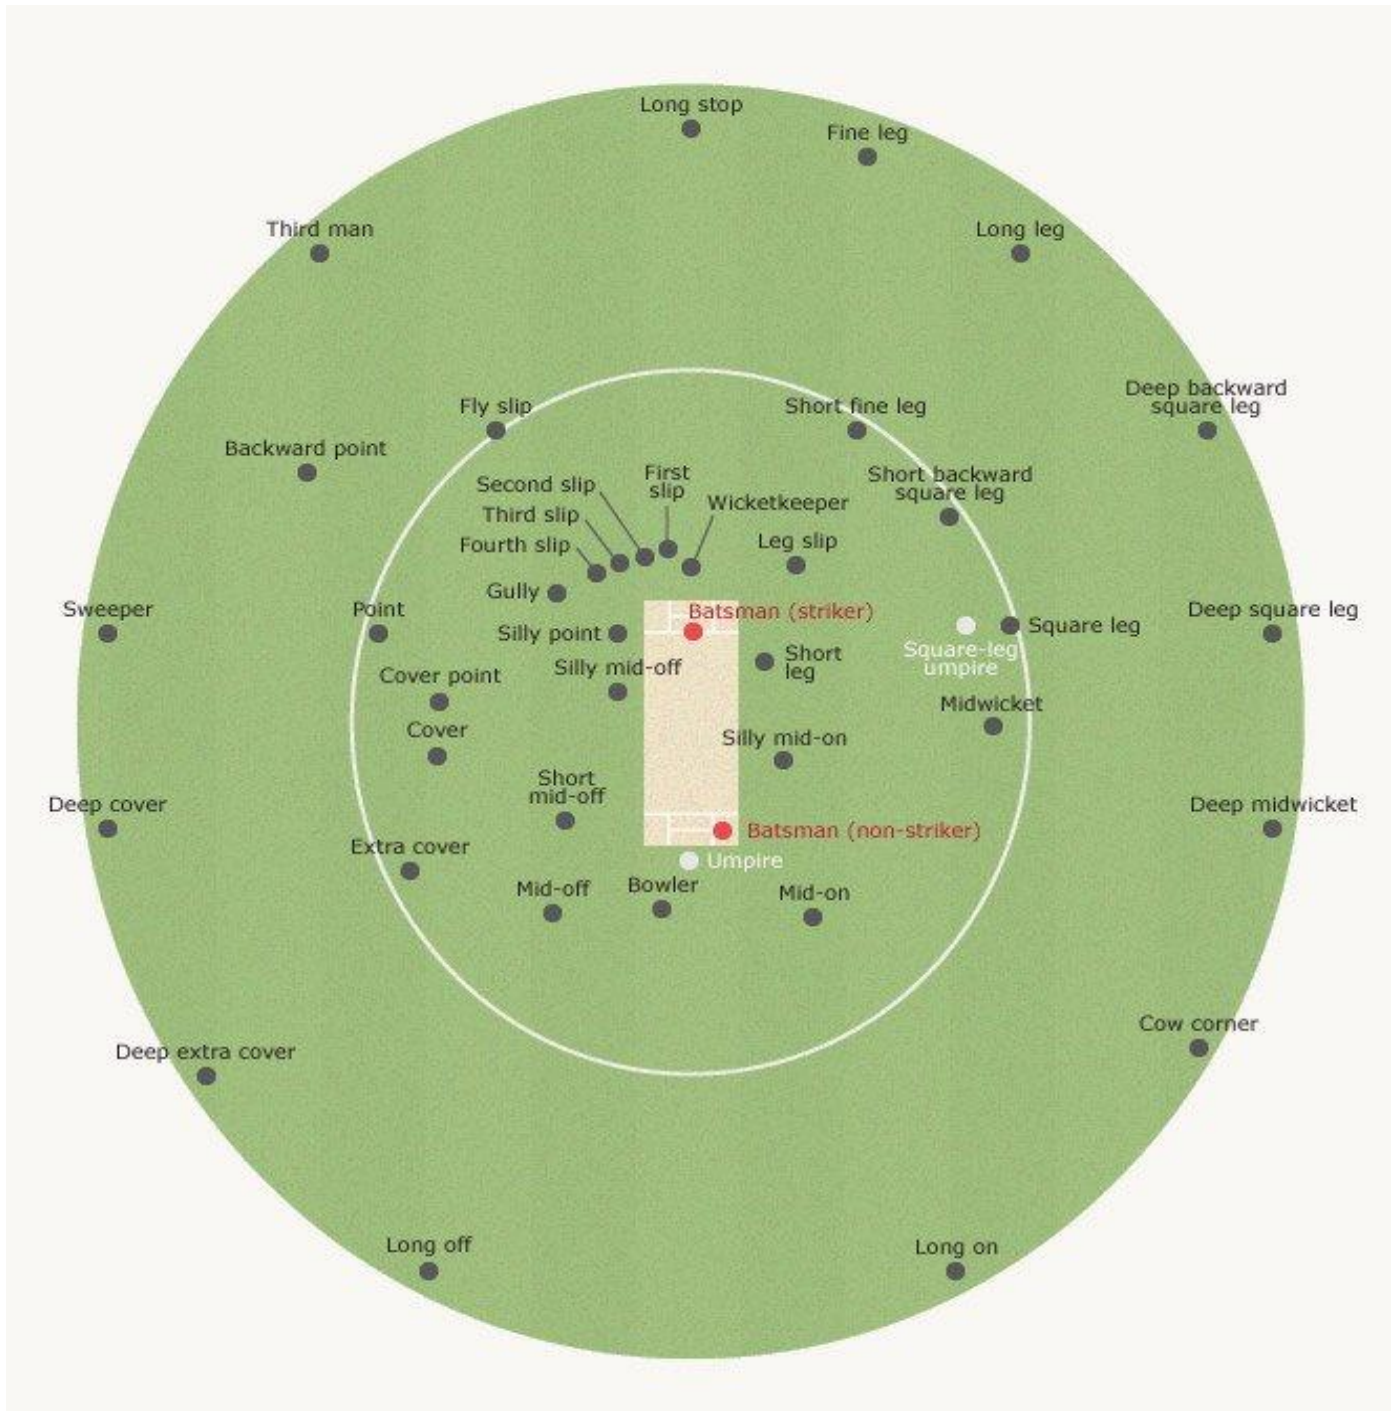 Long stop
Fine leg
Third man
Long leg
Deep backward
square leg
Fly slip
Short fine leg
Backward point
First
slip
Short backward
square leg
Second slip
Wicketkeeper
Third slip
Leg slip
Fourth slip
Gully
Sweeper
Point
Batsman (striker)
Deep square leg
Silly point
Square leg
Square-leg
umpire
Silly mid-off
Short
leg
Cover point
Midwicket
Cover
Silly mid-on
Short
mid-off
Deep cover
Deep midwicket
Batsman (non-striker)
Extra cover
Umpire
Mid-off
Bowler
Mid-on
Cow corner
Deep extra cover
Long off
Long on